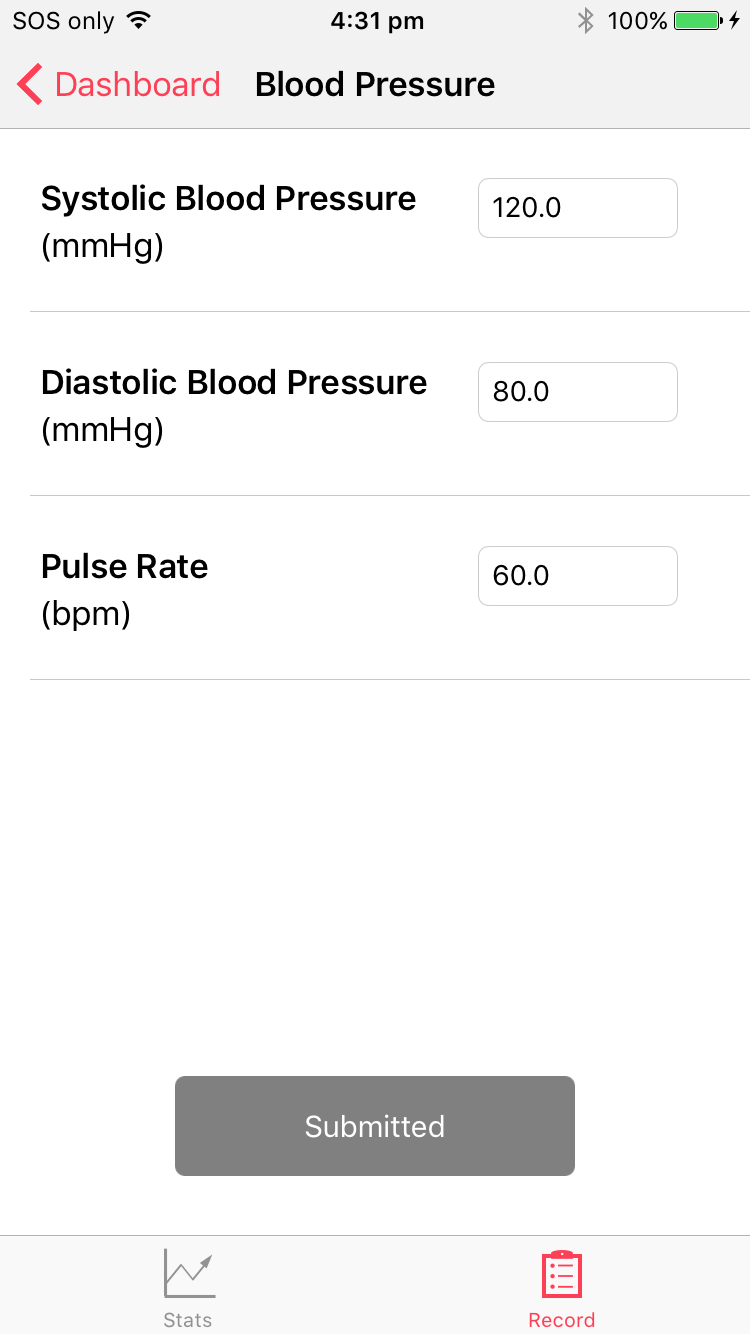 SOS only 4:31 pm 100%
Dashboard Blood Pressure
Systolic Blood Pressure 120.0
(mmHg)
Diastolic Blood Pressure 80.0
(mmHg)
Pulse Rate 60.0
(bpm)
Submitted
Stats Record